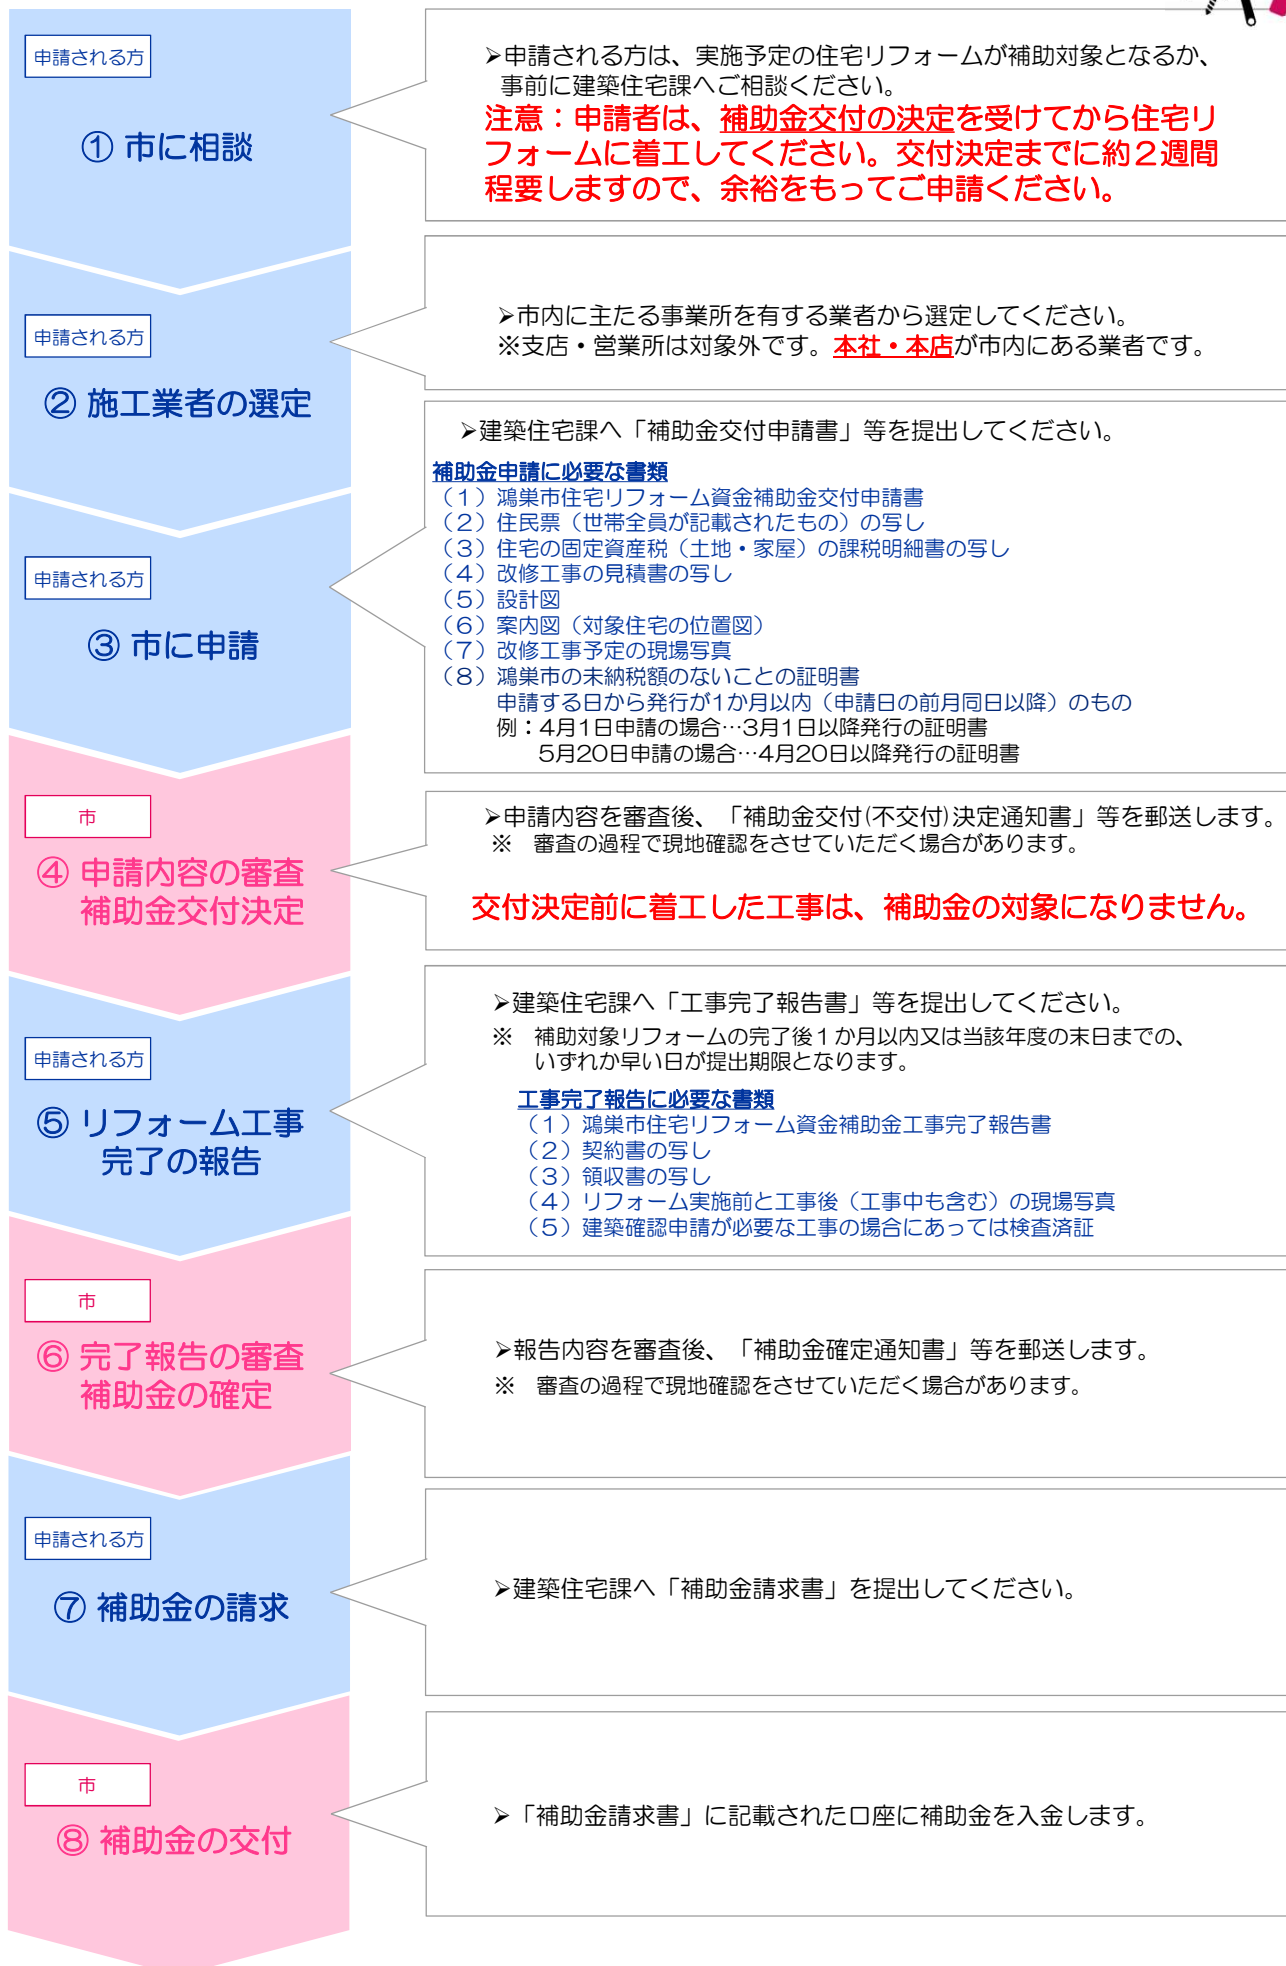 申請される方
① 市に相談
➢申請される方は、実施予定の住宅リフォームが補助対象となるか、
事前に建築住宅課へご相談ください。
注意：申請者は、補助金交付の決定を受けてから住宅リ
フォームに着工してください。交付決定までに約２週間
程要しますので、余裕をもってご申請ください。
申請される方
② 施工業者の選定
➢市内に主たる事業所を有する業者から選定してください。
※支店・営業所は対象外です。本社・本店が市内にある業者です。
申請される方
③ 市に申請
➢建築住宅課へ「補助金交付申請書」等を提出してください。
補助金申請に必要な書類
（１）鴻巣市住宅リフォーム資金補助金交付申請書
（２）住民票（世帯全員が記載されたもの）の写し
（３）住宅の固定資産税（土地・家屋）の課税明細書の写し
（４）改修工事の見積書の写し
（５）設計図
（６）案内図（対象住宅の位置図）
（７）改修工事予定の現場写真
（８）鴻巣市の未納税額のないことの証明書
申請する日から発行が1か月以内（申請日の前月同日以降）のもの
例：4月1日申請の場合…3月1日以降発行の証明書
5月20日申請の場合…4月20日以降発行の証明書
市
④ 申請内容の審査
補助金交付決定
➢申請内容を審査後、「補助金交付(不交付)決定通知書」等を郵送します。
※　審査の過程で現地確認をさせていただく場合があります。
交付決定前に着工した工事は、補助金の対象になりません。
申請される方
⑤ リフォーム工事
完了の報告
➢建築住宅課へ「工事完了報告書」等を提出してください。
※　補助対象リフォームの完了後１か月以内又は当該年度の末日までの、
いずれか早い日が提出期限となります。
工事完了報告に必要な書類
（１）鴻巣市住宅リフォーム資金補助金工事完了報告書
（２）契約書の写し
（３）領収書の写し
（４）リフォーム実施前と工事後（工事中も含む）の現場写真
（５）建築確認申請が必要な工事の場合にあっては検査済証
市
⑥ 完了報告の審査
補助金の確定
➢報告内容を審査後、「補助金確定通知書」等を郵送します。
※　審査の過程で現地確認をさせていただく場合があります。
申請される方
⑦ 補助金の請求
➢建築住宅課へ「補助金請求書」を提出してください。
市
⑧ 補助金の交付
➢「補助金請求書」に記載された口座に補助金を入金します。